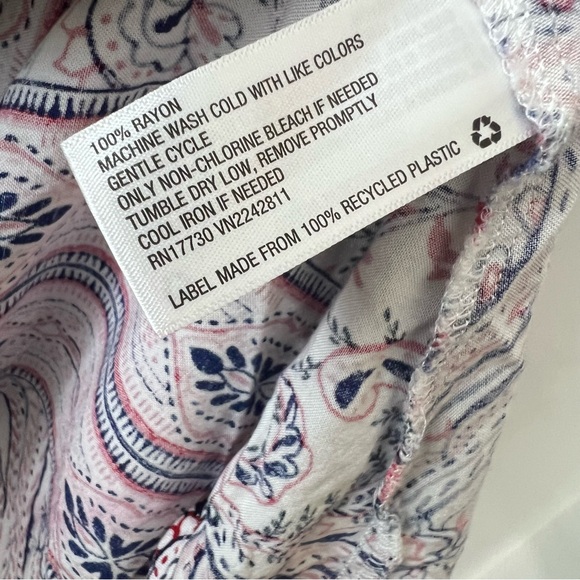 100% RAYON
MACHINE WASH COLD WITH LIKE COLORS
GENTLE CYCLE
ONLY NON-CHLORINE BLEACH IF NEEDED
TUMBLE DRY LOW, REMOVE PROMPTLY
COOL IRON IF NEEDED
RN17730 VN2242811
LABEL MADE FROM 100% RECYCLED PLASTIC